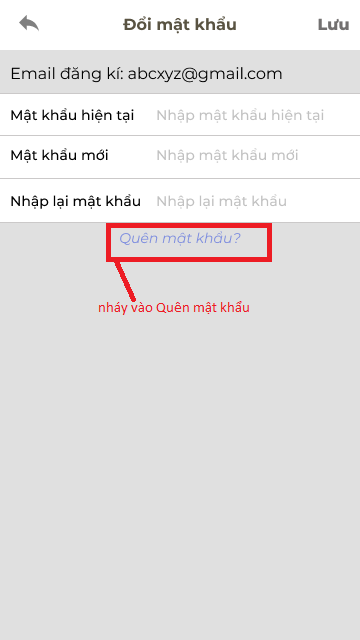 Đổi mật khẩu Lưu
Email đăng kí: abcxyz@gmail.com
Mật khẩu hiện tại Nhập mật khẩu hiện tại
Mật khẩu mới Nhập mật khẩu mới
Nhập lại mật khẩu Nhập lại mật khẩu
Quên mật khẩu?
nháy vào Quên mật khẩu